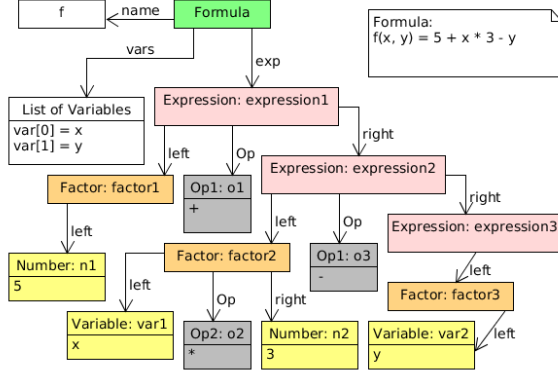 f
name
Formula
Formula:
f(x, y) = 5 + x * 3 - y
vars
exp
List of Variables
var[0] = x
var[1] = y
Expression: expression1
left
Op
right
Factor: factor1
Op1: o1
+
Expression: expression2
left
Op
right
left
Number: n1
5
Factor: factor2
Op1: o3
-
Expression: expression3
left
left
Op
right
Factor: factor3
Variable: var1
x
Op2: o2
*
Number: n2
3
Variable: var2
y
left